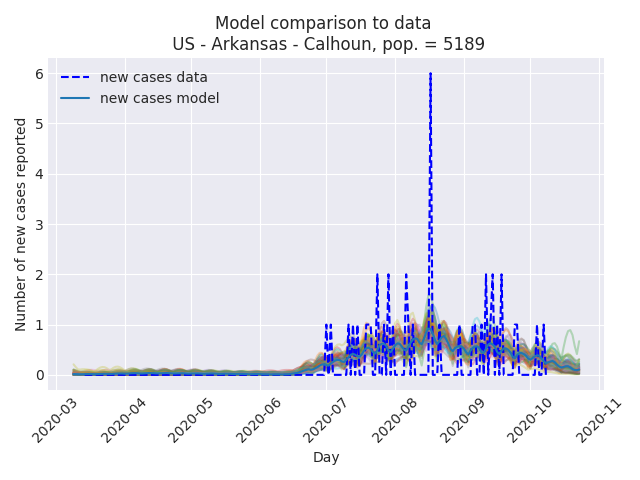 Model comparison to data
US - Arkansas - Calhoun, pop. = 5189
new cases data
new cases model
Number of new cases reported
6
5
4
3
2
1
0
2020-03
2020-04
2020-05
2020-06
2020-07
2020-08
2020-09
2020-10
2020-11
Day